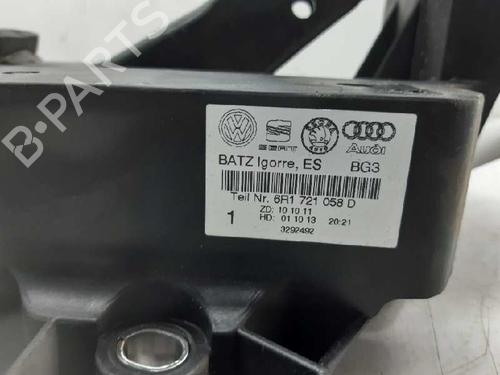 B-PARTS
SEAT
SKODA
Audi
BATZ Igorre, ES BG3
Teil Nr. 6R1 721 058 D
ZD: 10 10 11
1 HD: 01 10 13 20:21
3292492